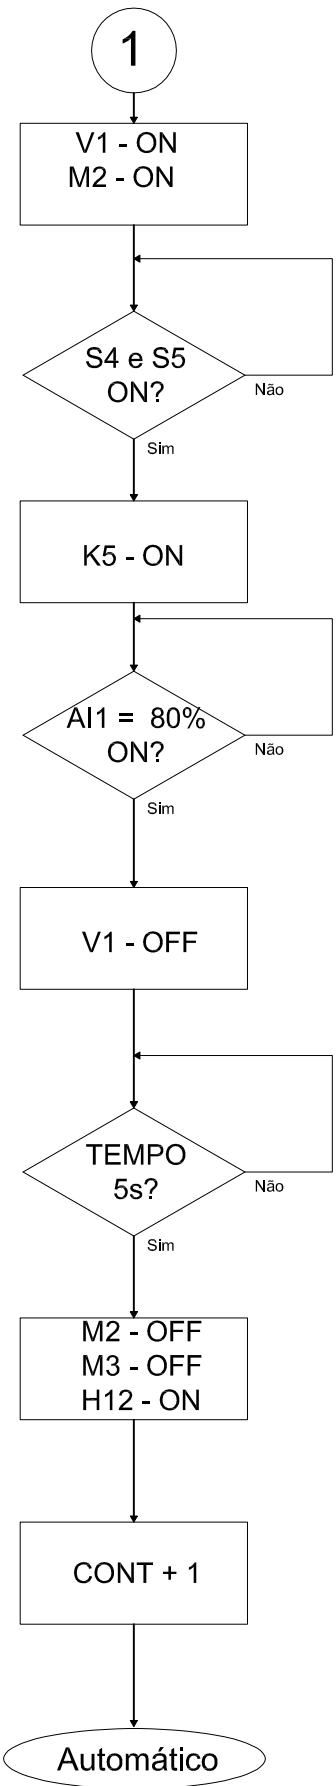 1
V1 - ON
M2 - ON
S4 e S5
ON?
Não
Sim
K5 - ON
AI1 = 80%
ON?
Não
Sim
V1 - OFF
TEMPO
5s?
Não
Sim
M2 - OFF
M3 - OFF
H12 - ON
CONT + 1
Automático